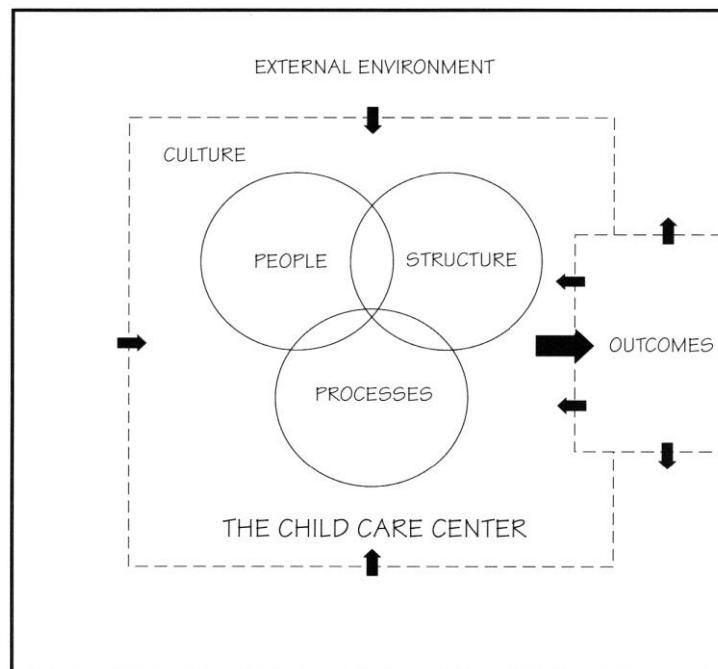 EXTERNAL ENVIRONMENT
CULTURE
PEOPLE
STRUCTURE
OUTCOMES
PROCESSES
THE CHILD CARE CENTER